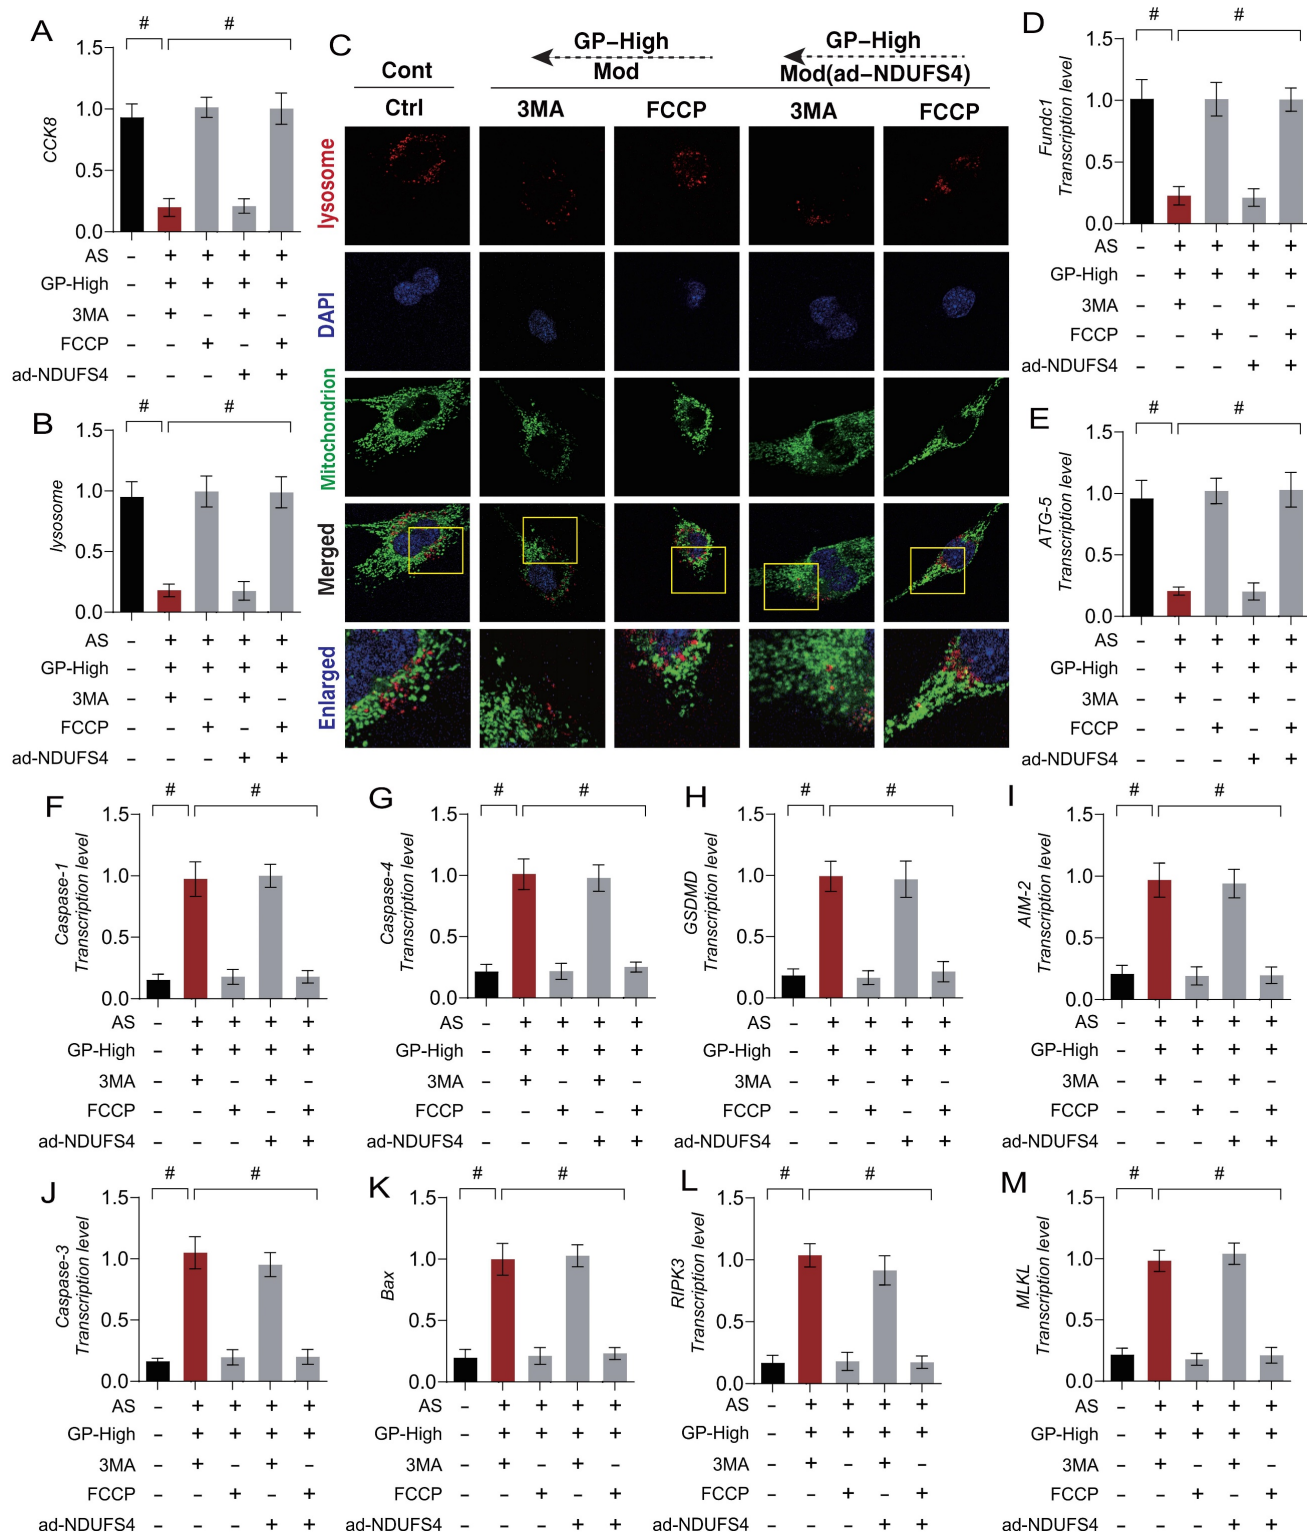 A
#
#
CCK8
1.5
1.0
0.5
0.0
AS - + + + +
GP-High - + + + +
3MA - + - + -
FCCP - - + - +
ad-NDUFS4 - - - + +
B
#
#
lysosome
1.5
1.0
0.5
0.0
AS - + + + +
GP-High - + + + +
3MA - + - + -
FCCP - - + - +
ad-NDUFS4 - - - + +
C
GP-High
GP-High
Cont
Mod
Mod(ad-NDUFS4)
Ctrl
3MA
FCCP
3MA
FCCP
lysosome
DAPI
Mitochondrion
Merged
Enlarged
D
#
#
Fundc1
Transcription level
1.5
1.0
0.5
0.0
AS - + + + +
GP-High - + + + +
3MA - + - + -
FCCP - - + - +
ad-NDUFS4 - - - + +
E
#
#
ATG-5
Transcription level
1.5
1.0
0.5
0.0
AS - + + + +
GP-High - + + + +
3MA - + - + -
FCCP - - + - +
ad-NDUFS4 - - - + +
F
#
#
Caspase-1
Transcription level
1.5
1.0
0.5
0.0
AS - + + + +
GP-High - + + + +
3MA - + - + -
FCCP - - + - +
ad-NDUFS4 - - - + +
G
#
#
Caspase-4
Transcription level
1.5
1.0
0.5
0.0
AS - + + + +
GP-High - + + + +
3MA - + - + -
FCCP - - + - +
ad-NDUFS4 - - - + +
H
#
#
GSDMD
Transcription level
1.5
1.0
0.5
0.0
AS - + + + +
GP-High - + + + +
3MA - + - + -
FCCP - - + - +
ad-NDUFS4 - - - + +
I
#
#
AIM-2
Transcription level
1.5
1.0
0.5
0.0
AS - + + + +
GP-High - + + + +
3MA - + - + -
FCCP - - + - +
ad-NDUFS4 - - - + +
J
#
#
Caspase-3
Transcription level
1.5
1.0
0.5
0.0
AS - + + + +
GP-High - + + + +
3MA - + - + -
FCCP - - + - +
ad-NDUFS4 - - - + +
K
#
#
Bax
1.5
1.0
0.5
0.0
AS - + + + +
GP-High - + + + +
3MA - + - + -
FCCP - - + - +
ad-NDUFS4 - - - + +
L
#
#
RIPK3
Transcription level
1.5
1.0
0.5
0.0
AS - + + + +
GP-High - + + + +
3MA - + - + -
FCCP - - + - +
ad-NDUFS4 - - - + +
M
#
#
MLKL
Transcription level
1.5
1.0
0.5
0.0
AS - + + + +
GP-High - + + + +
3MA - + - + -
FCCP - - + - +
ad-NDUFS4 - - - + +